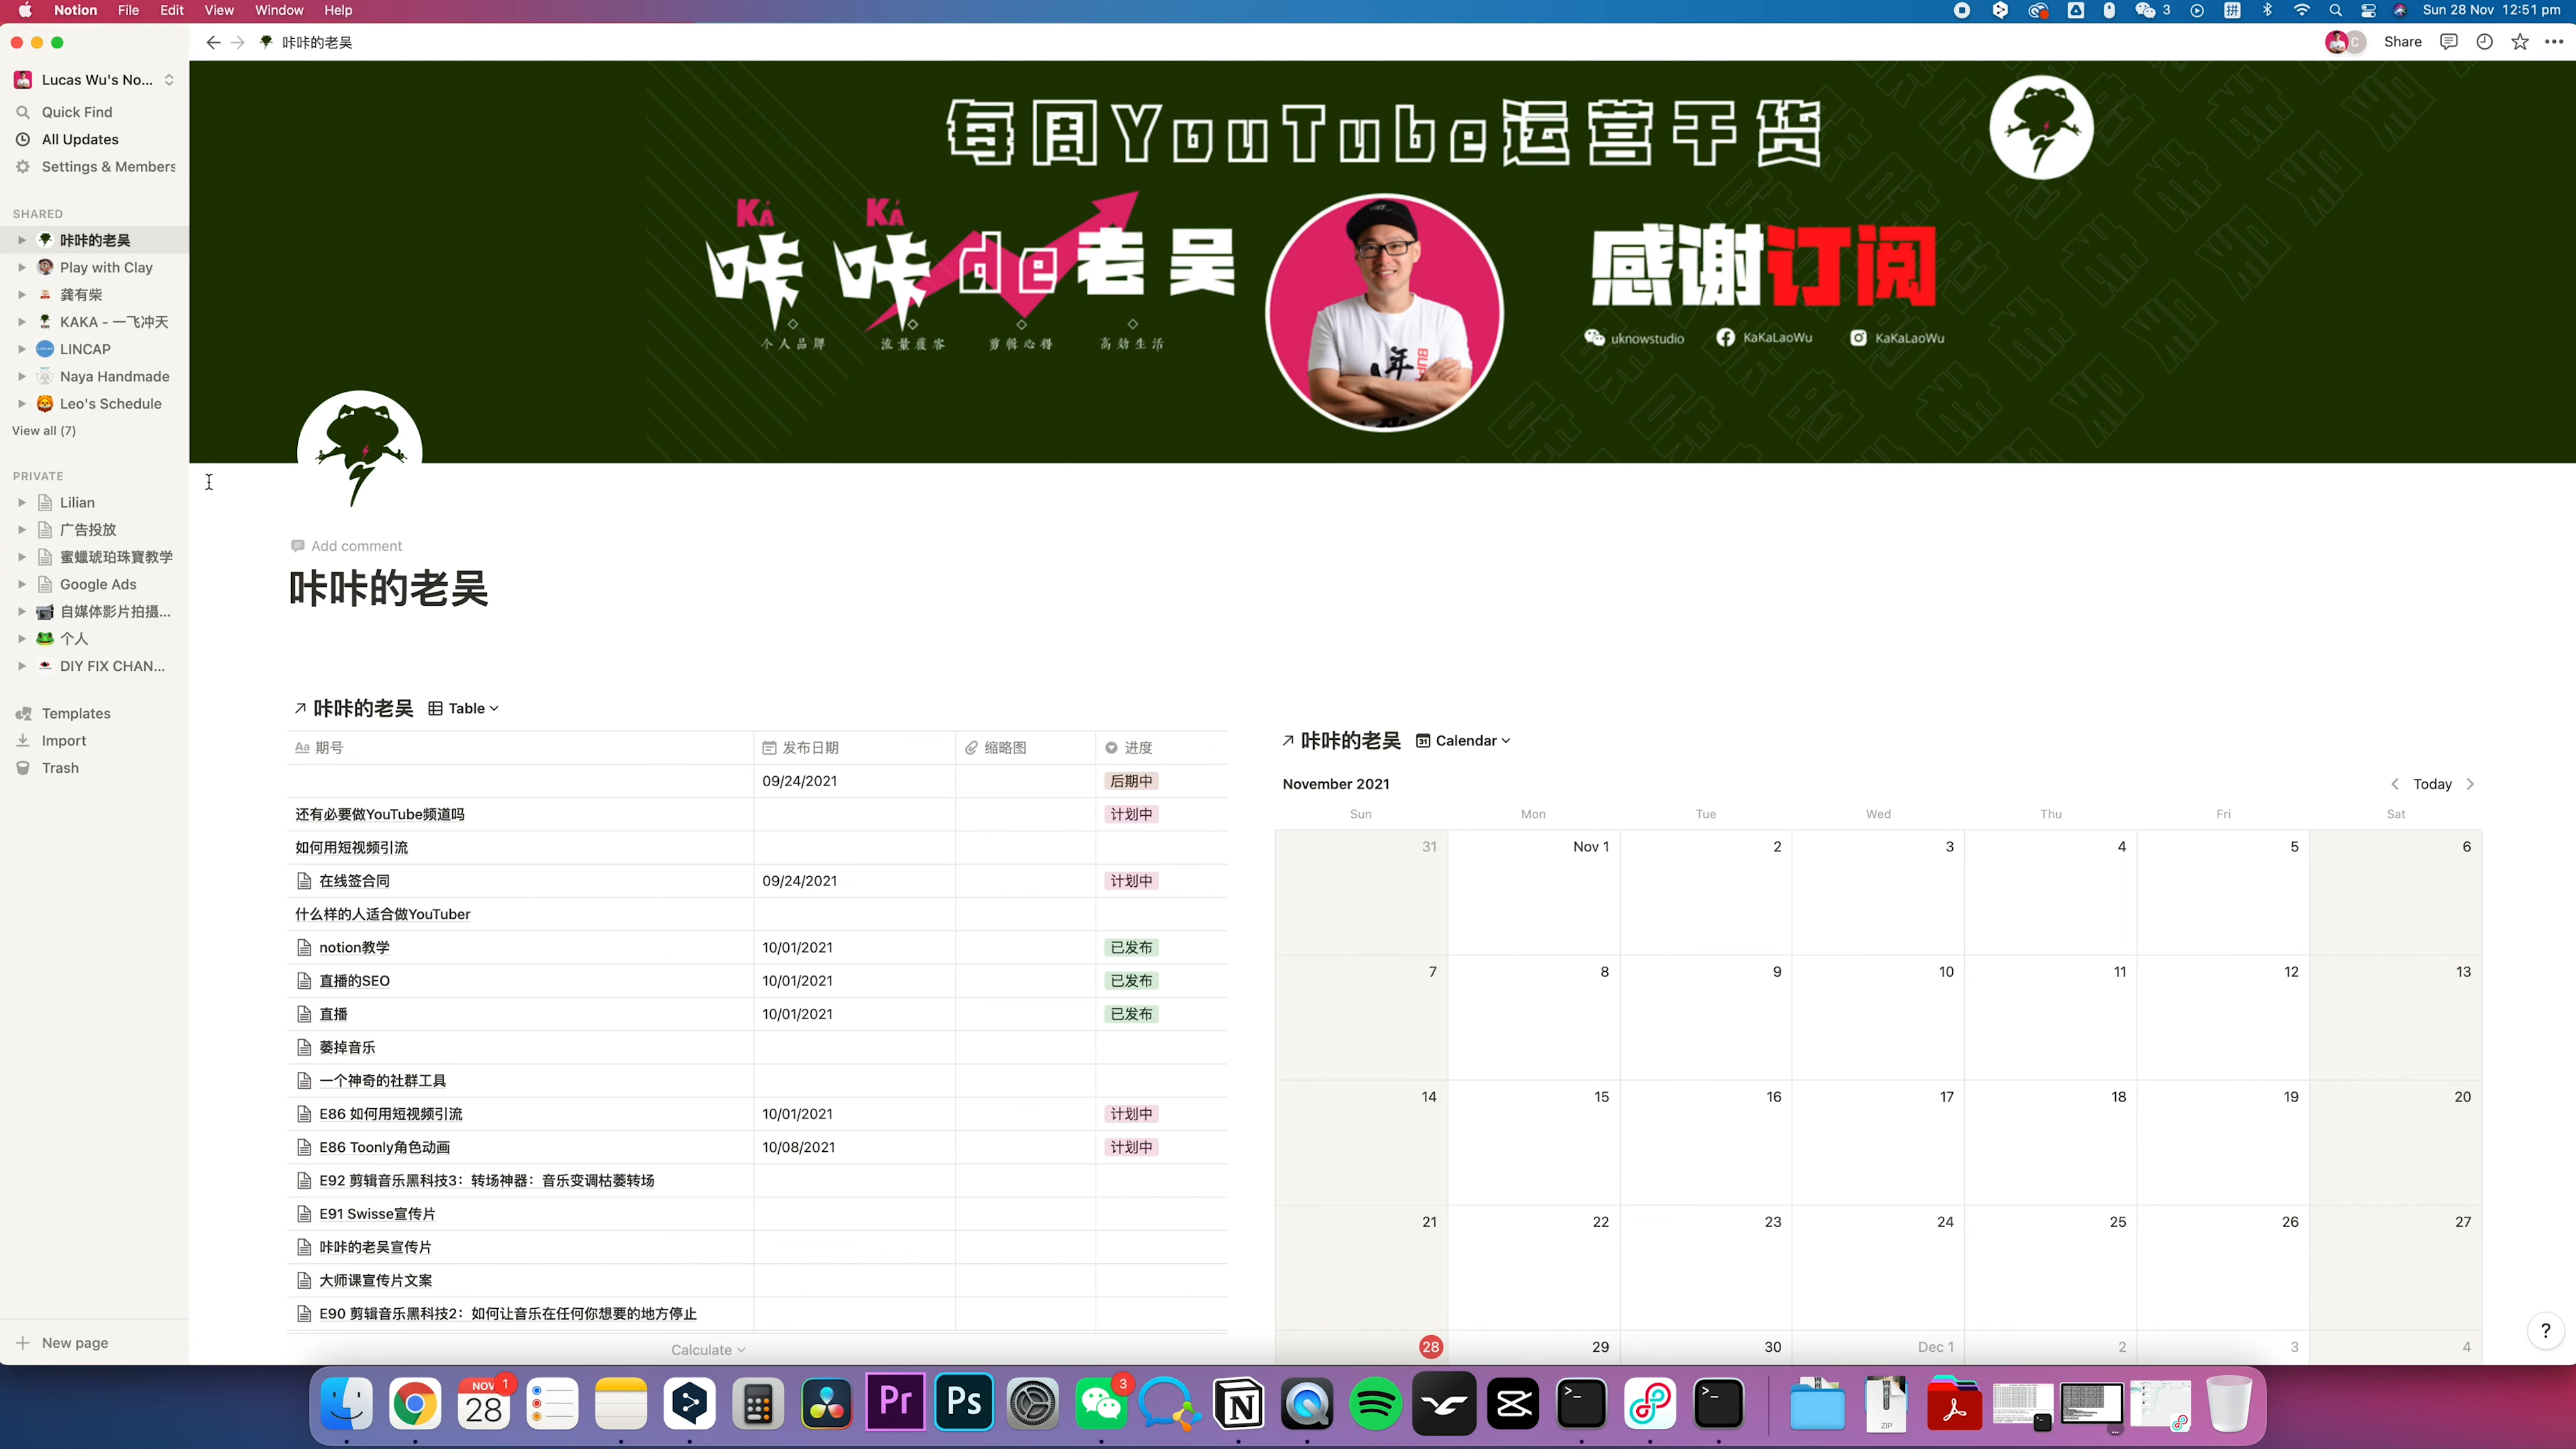 Notion File Edit View Window Help
3 拼 Sun 28 Nov 12:51 pm
咔咔的老吴
C Share
Lucas Wu's No...
Quick Find
All Updates
Settings & Members
SHARED
咔咔的老吴
Play with Clay
龚有柴
KAKA - 一飞冲天
LINCAP
Naya Handmade
Leo's Schedule
View all (7)
PRIVATE
Lilian
广告投放
蜜蠟琥珀珠寶教学
Google Ads
自媒体影片拍摄...
个人
DIY FIX CHAN...
Templates
Import
Trash
New page
每周YouTube运营干货
KA KA
咔咔de老吴
个人品牌 流量获客 剪辑心得 高效生活
感谢订阅
uknowstudio KaKaLaoWu KaKaLaoWu
Add comment
咔咔的老吴
咔咔的老吴 Table
Aa 期号 发布日期 缩略图 进度
09/24/2021 后期中
还有必要做YouTube频道吗 计划中
如何用短视频引流
在线签合同 09/24/2021 计划中
什么样的人适合做YouTuber
notion教学 10/01/2021 已发布
直播的SEO 10/01/2021 已发布
直播 10/01/2021 已发布
萎掉音乐
一个神奇的社群工具
E86 如何用短视频引流 10/01/2021 计划中
E86 Toonly角色动画 10/08/2021 计划中
E92 剪辑音乐黑科技3：转场神器：音乐变调枯萎转场
E91 Swisse宣传片
咔咔的老吴宣传片
大师课宣传片文案
E90 剪辑音乐黑科技2：如何让音乐在任何你想要的地方停止
Calculate
咔咔的老吴 31 Calendar
November 2021 Today
Sun Mon Tue Wed Thu Fri Sat
31 Nov 1 2 3 4 5 6
7 8 9 10 11 12 13
14 15 16 17 18 19 20
21 22 23 24 25 26 27
28 29 30 Dec 1 2 3 4
?
NOV 1
28
Pr
Ps
3
N
>_
>_
ZIP